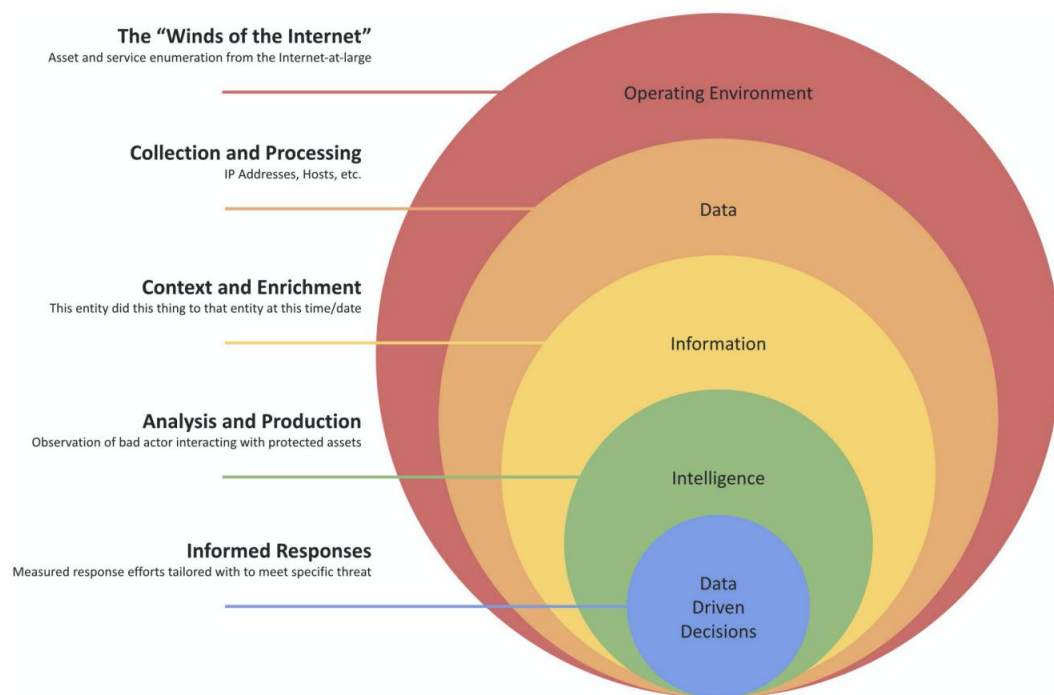 The “Winds of the Internet”
Asset and service enumeration from the Internet-at-large
Operating Environment
Collection and Processing
IP Addresses, Hosts, etc.
Data
Context and Enrichment
This entity did this thing to that entity at this time/date
Information
Analysis and Production
Observation of bad actor interacting with protected assets
Intelligence
Informed Responses
Measured response efforts tailored with to meet specific threat
Data
Driven
Decisions